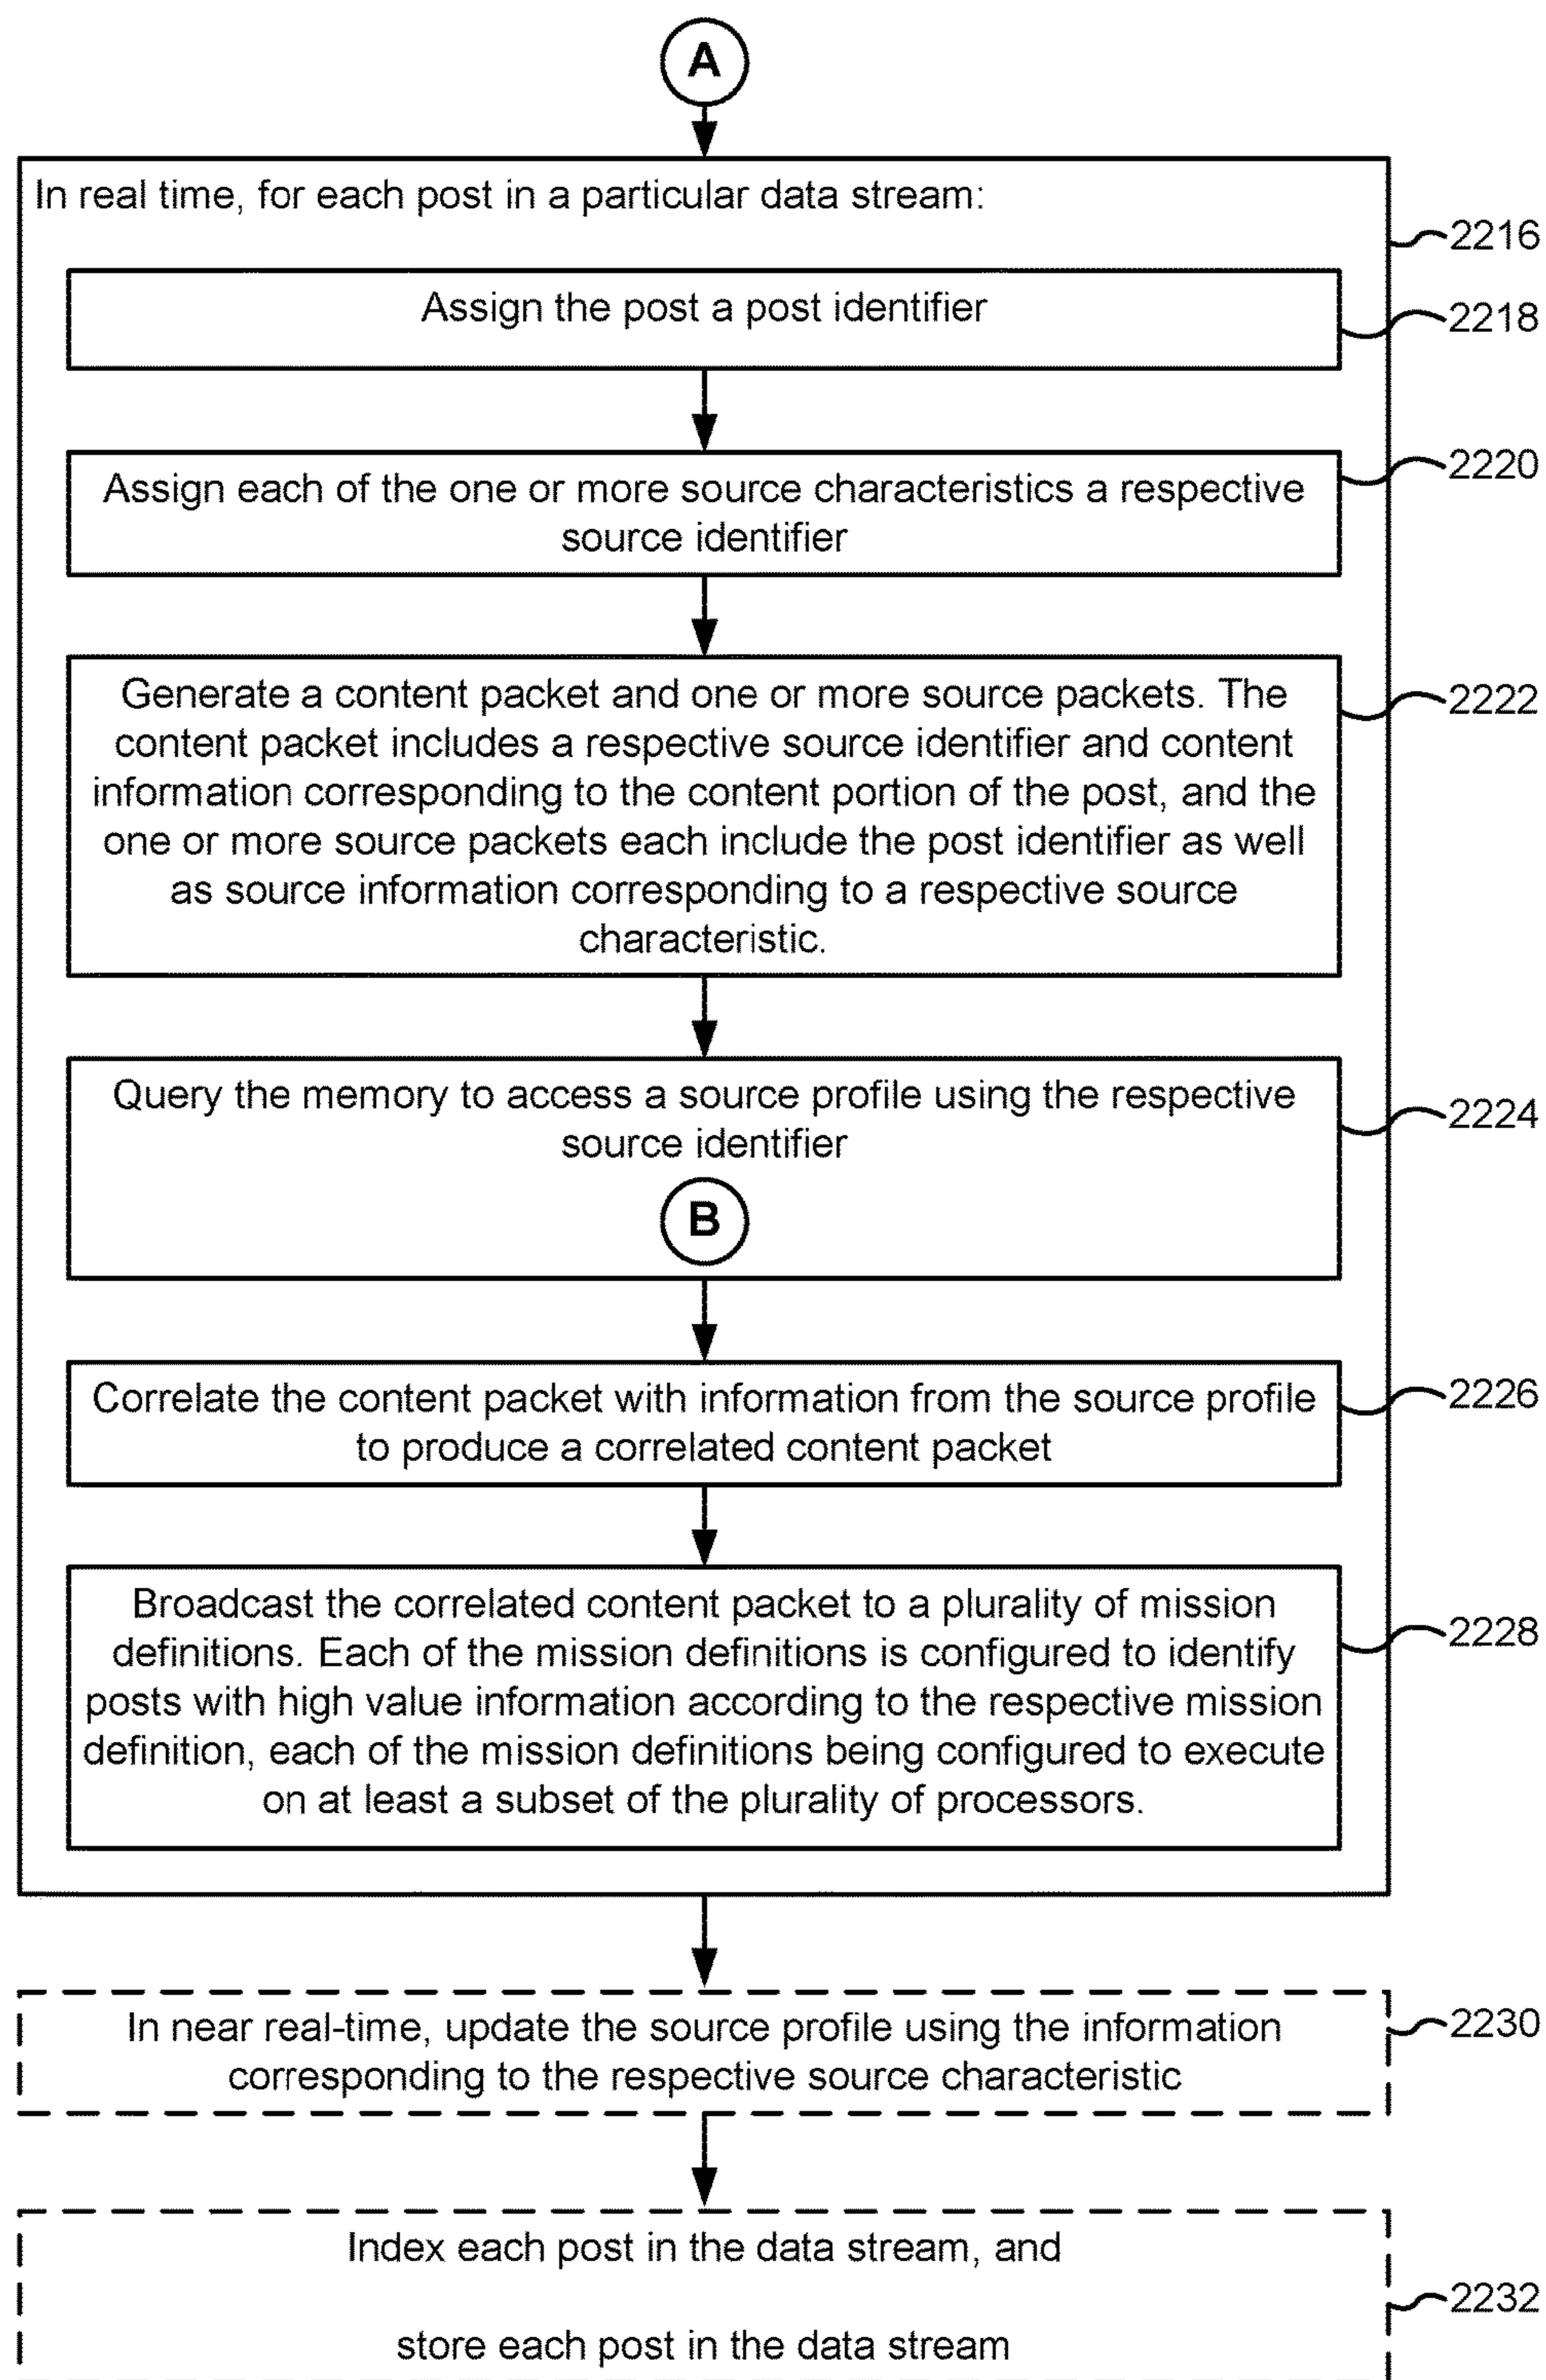 A
In real time, for each post in a particular data stream:
2216
Assign the post a post identifier
2218
Assign each of the one or more source characteristics a respective
source identifier
2220
Generate a content packet and one or more source packets. The
content packet includes a respective source identifier and content
information corresponding to the content portion of the post, and the
one or more source packets each include the post identifier as well
as source information corresponding to a respective source
characteristic.
2222
Query the memory to access a source profile using the respective
source identifier
2224
B
Correlate the content packet with information from the source profile
to produce a correlated content packet
2226
Broadcast the correlated content packet to a plurality of mission
definitions. Each of the mission definitions is configured to identify
posts with high value information according to the respective mission
definition, each of the mission definitions being configured to execute
on at least a subset of the plurality of processors.
2228
In near real-time, update the source profile using the information
corresponding to the respective source characteristic
2230
Index each post in the data stream, and
store each post in the data stream
2232